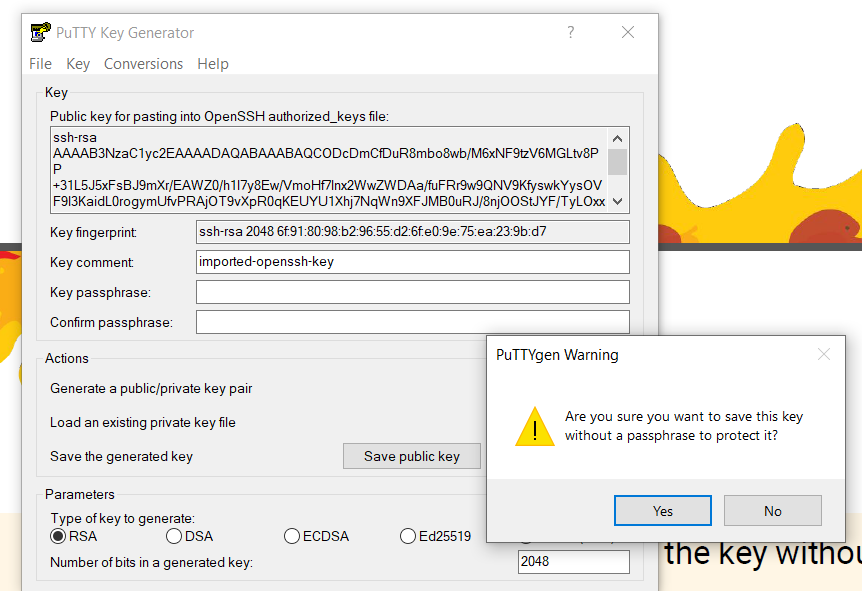 PuTTY Key Generator
?
File Key Conversions Help
Key
Public key for pasting into OpenSSH authorized_keys file:
ssh-rsa
AAAAB3NzaC1yc2EAAAADAQABAAABAQCODcDmCfDuR8mbo8wb/M6xNF9tzV6MGLtv8P
P
+31L5J5xFsBJ9mXr/EAWZ0/h1I7y8Ew/VmoHf7lnx2WwZWDAa/fuFRr9w9QNV9KfyswkYysOV
F9l3KaidL0rogymUfvPRAjOT9vXpR0qKEUYU1Xhj7NqWn9XFJMB0uRJ/8njOOStJYF/TyLOxx
Key fingerprint:
ssh-rsa 2048 6f:91:80:98:b2:96:55:d2:6f:e0:9e:75:ea:23:9b:d7
Key comment:
imported-openssh-key
Key passphrase:
Confirm passphrase:
PuTTYgen Warning
Are you sure you want to save this key
without a passphrase to protect it?
Yes
No
Actions
Generate a public/private key pair
Load an existing private key file
Save the generated key
Save public key
Parameters
Type of key to generate:
RSA DSA ECDSA Ed25519
Number of bits in a generated key:
2048
the key withou